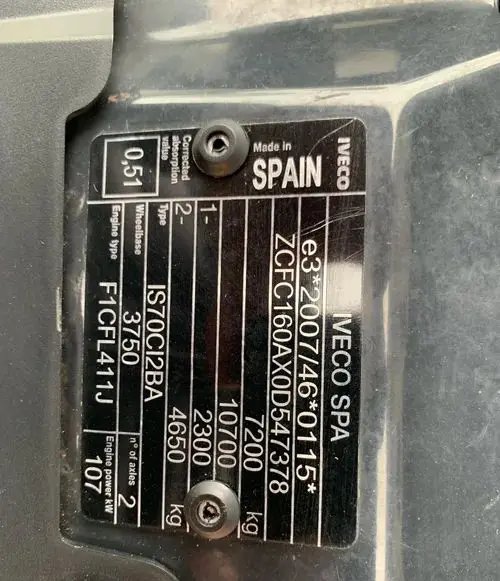 IVECO
IVECO SPA
e3*2007/46*0115*
ZCFC160AX0D547378
Made in
SPAIN
7200 kg
10700
1- 2300
2- 4650 kg
Corrected
absorption
value
0,51
Type IS70CI2BA
Wheelbase 3750 n° of axles 2
Engine type F1CFL411J Engine power kW 107